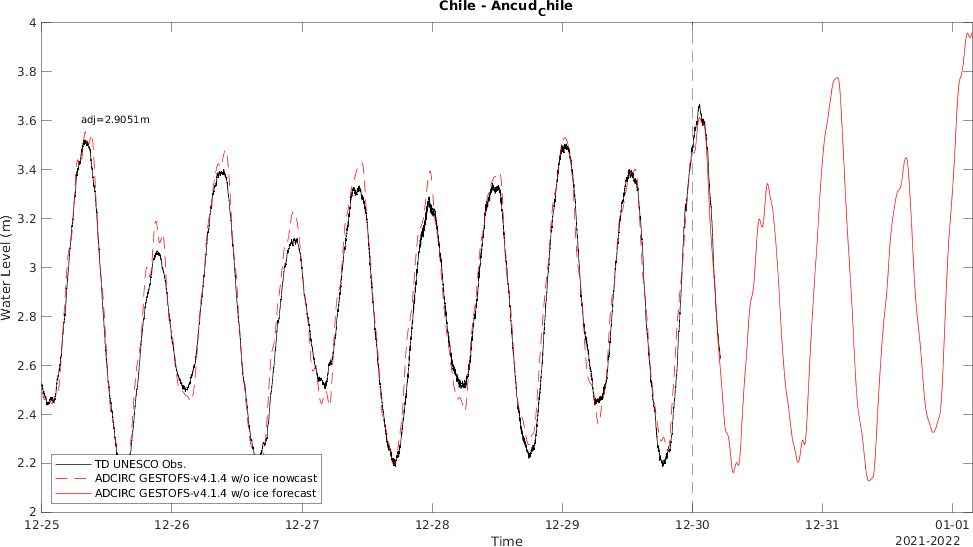 Chile - Ancud_Chile
4
3.8
3.6
3.4
3.2
3
2.8
2.6
2.4
2.2
2
Water Level (m)
adj=2.9051m
TD UNESCO Obs.
ADCIRC GESTOFS-v4.1.4 w/o ice nowcast
ADCIRC GESTOFS-v4.1.4 w/o ice forecast
12-25 12-26 12-27 12-28 12-29 12-30 12-31 01-01
Time
2021-2022